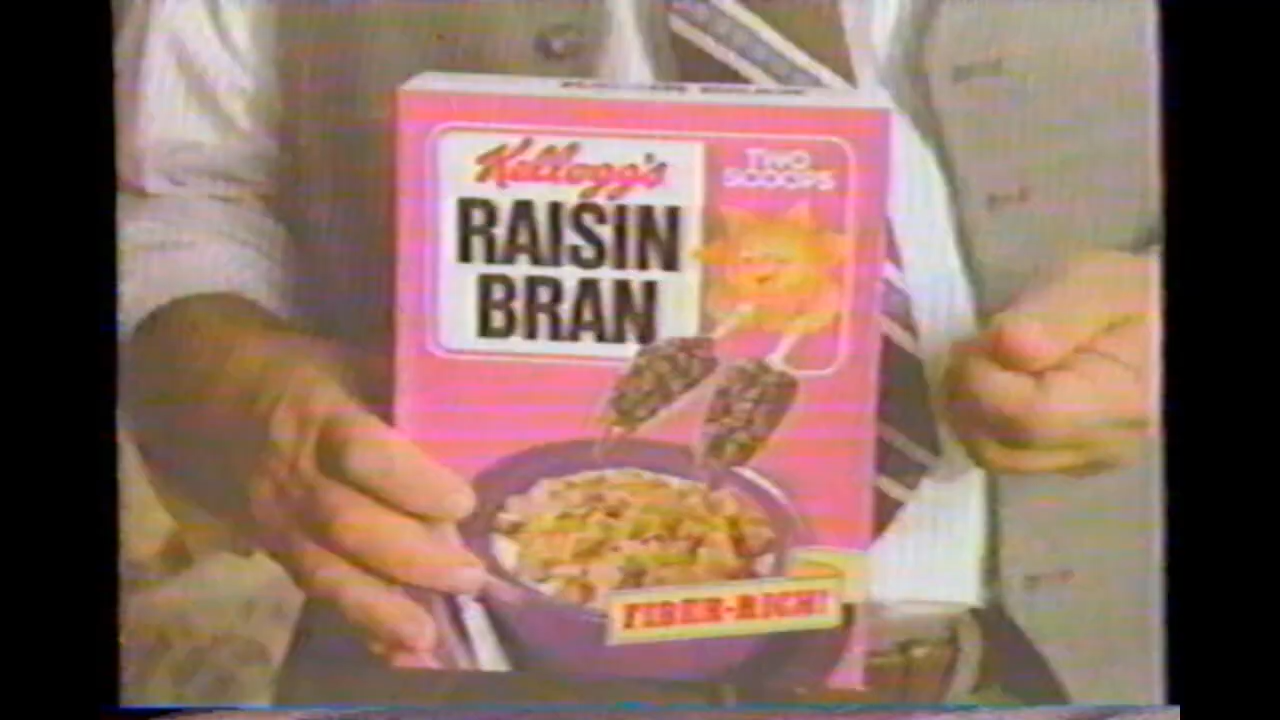 Kellogg's
RAISIN
BRAN
TWO
SCOOPS
FIBER-RICH!